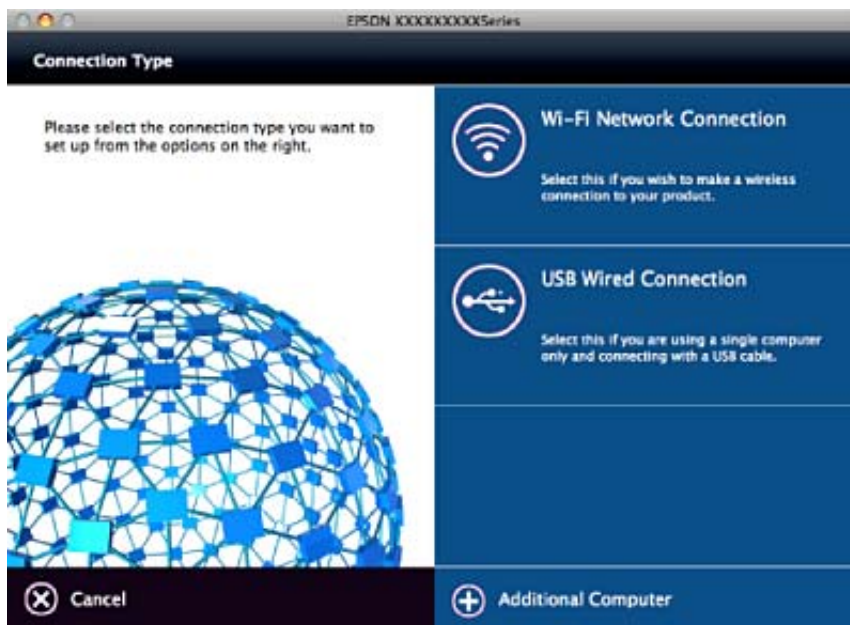 EPSON XXXXXXXXXSeries
Connection Type
Please select the connection type you want to
set up from the options on the right.
Wi-Fi Network Connection
Select this if you wish to make a wireless
connection to your product.
USB Wired Connection
Select this if you are using a single computer
only and connecting with a USB cable.
Cancel
Additional Computer